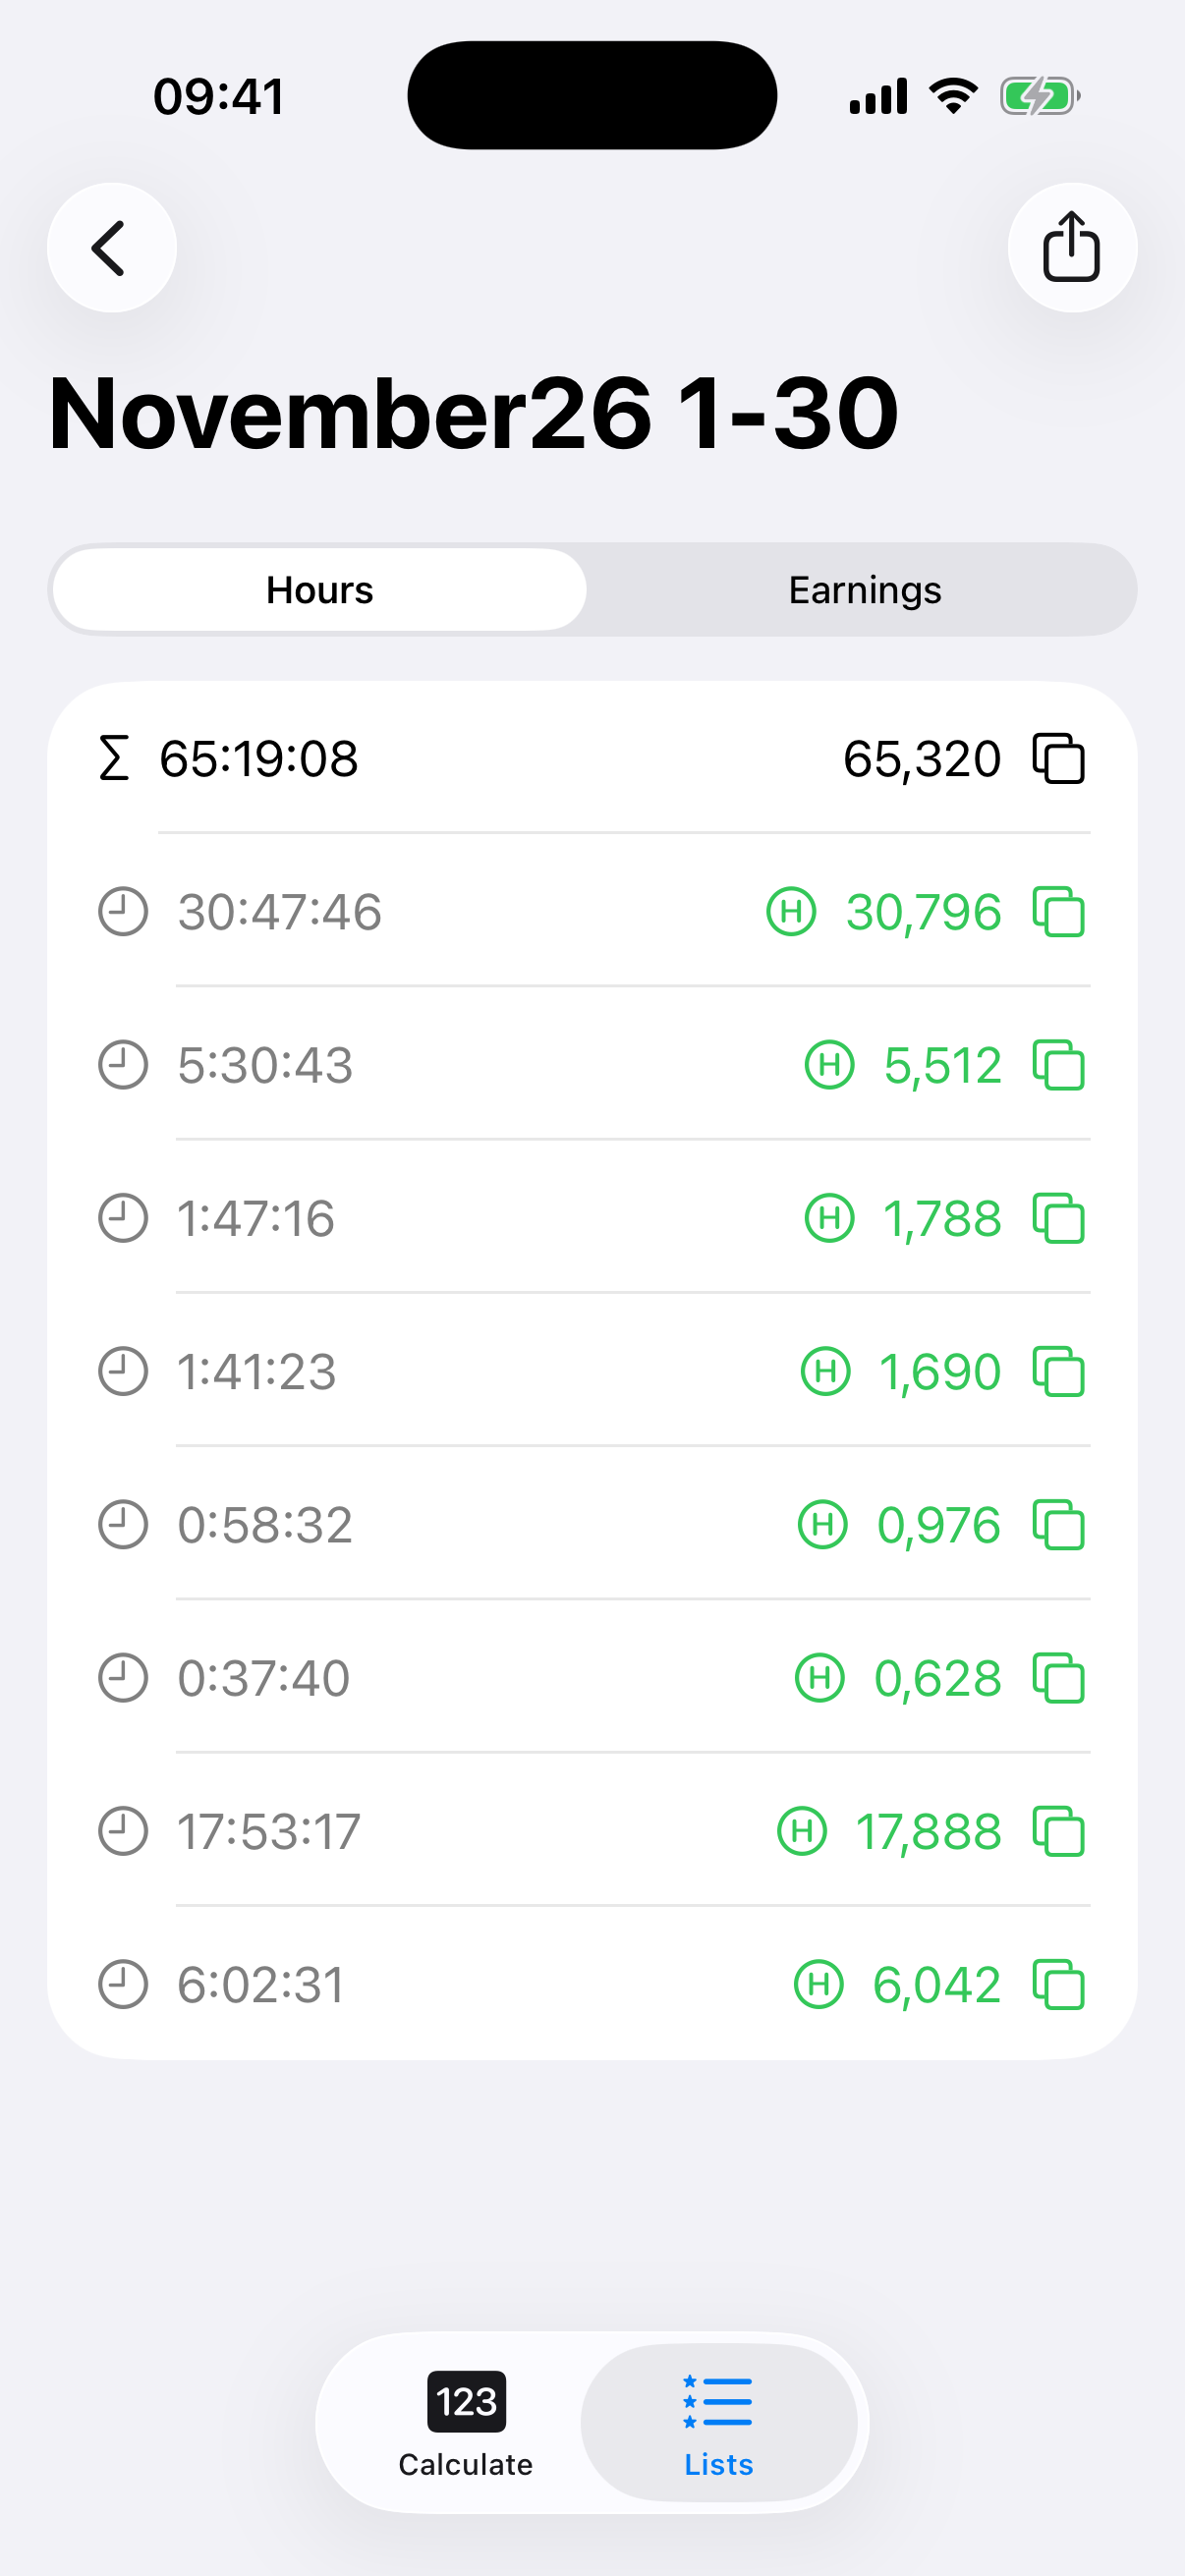 09:41
November26 1-30
Hours Earnings
Σ 65:19:08 65,320
30:47:46 H 30,796
5:30:43 H 5,512
1:47:16 H 1,788
1:41:23 H 1,690
0:58:32 H 0,976
0:37:40 H 0,628
17:53:17 H 17,888
6:02:31 H 6,042
123
Calculate Lists